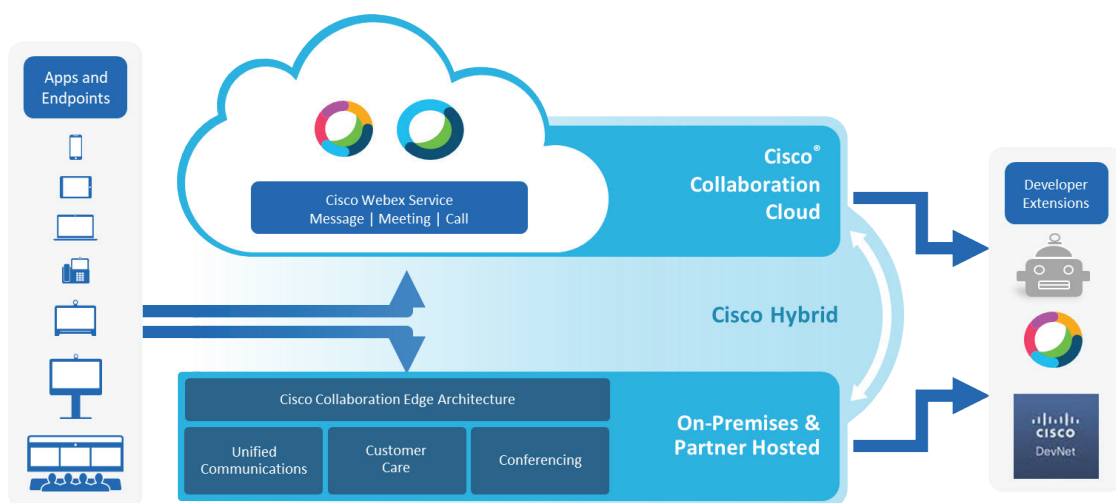 Apps and
Endpoints
Cisco Webex Service
Message | Meeting | Call
Cisco®
Collaboration
Cloud
Cisco Hybrid
Cisco Collaboration Edge Architecture
Unified
Communications
Customer
Care
Conferencing
On-Premises &
Partner Hosted
Developer
Extensions
CISCO
DevNet